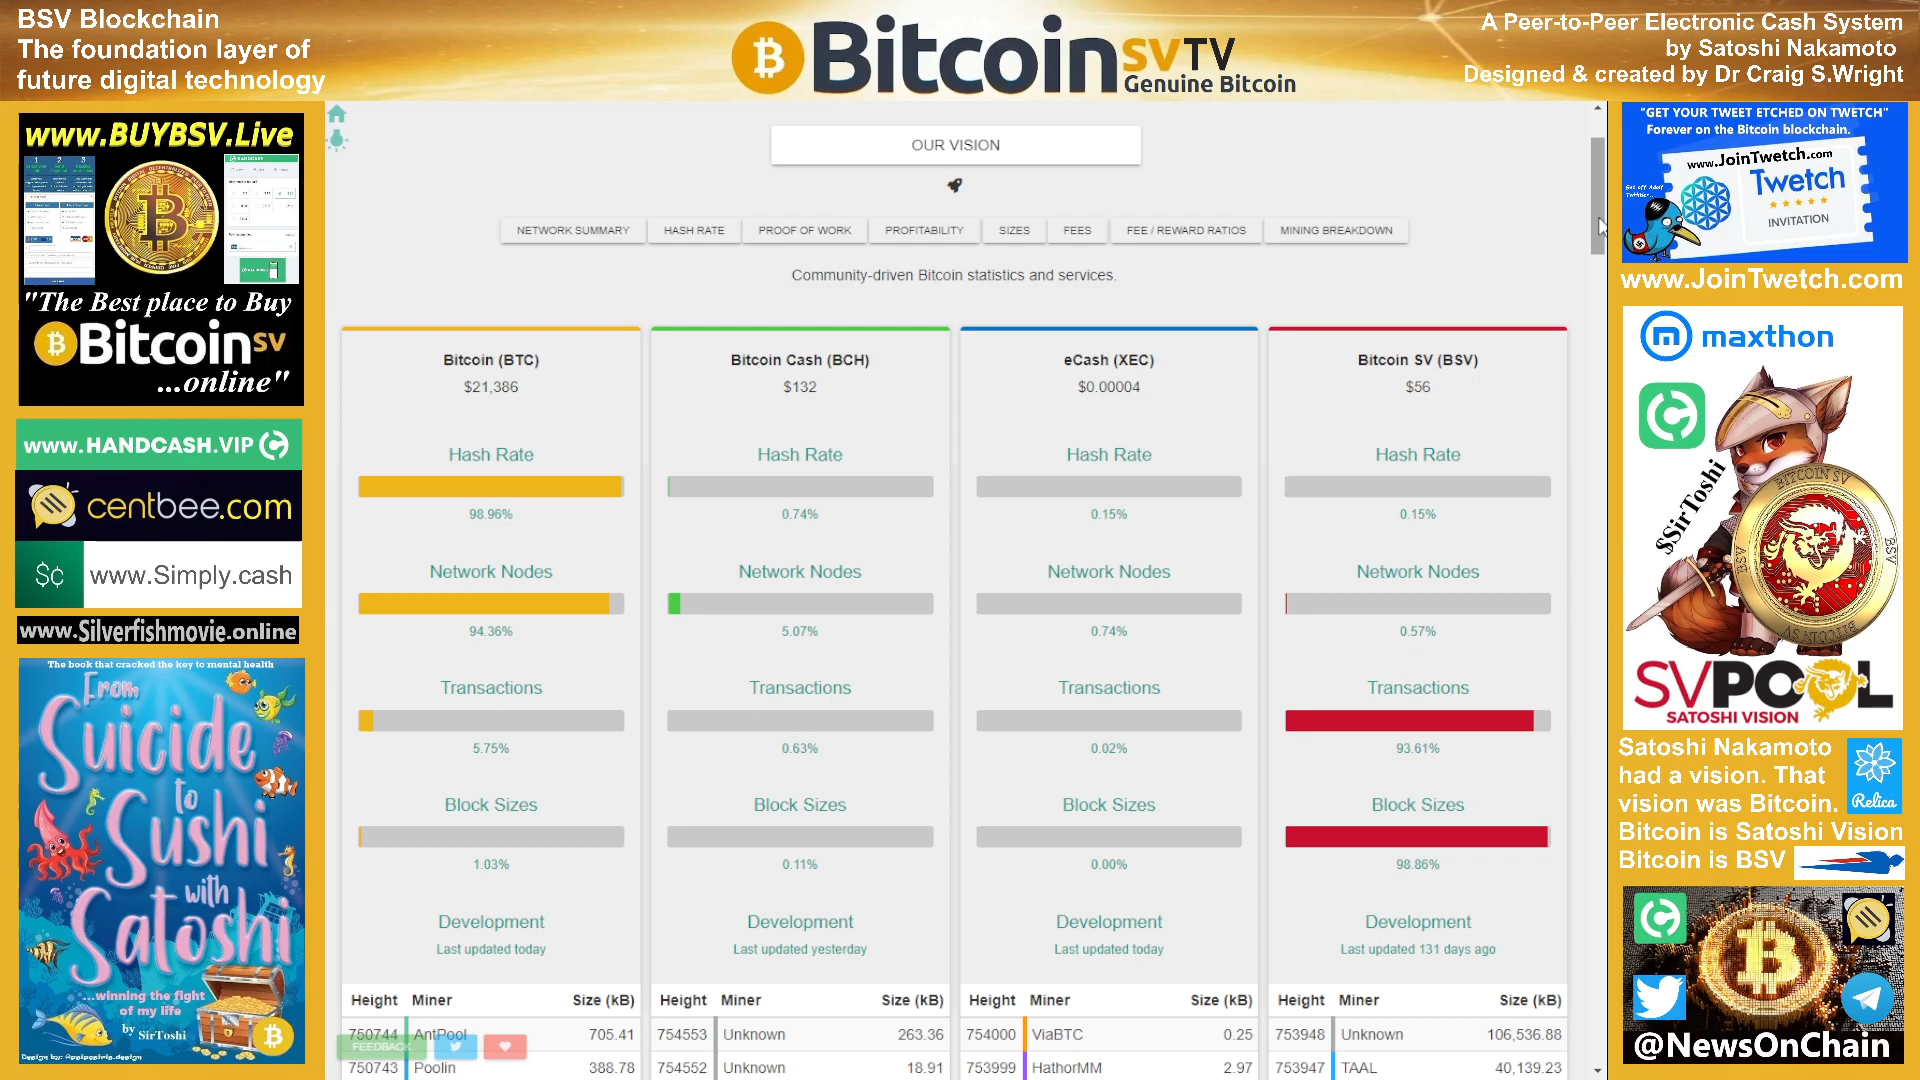 BSV Blockchain
The foundation layer of
future digital technology
Bitcoin SV TV
Genuine Bitcoin
A Peer-to-Peer Electronic Cash System
by Satoshi Nakamoto
Designed & created by Dr Craig S.Wright
www.BUYBSV.Live
"The Best place to Buy
Bitcoin SV
...online"
www.HANDCASH.VIP
centbee.com
$¢ www.Simply.cash
www.Silverfishmovie.online
The book that cracked the key to mental health
From
Suicide
to
Sushi
with
Satoshi
...winning the fight
of my life
by SirToshi
OUR VISION
NETWORK SUMMARY
HASH RATE
PROOF OF WORK
PROFITABILITY
SIZES
FEES
FEE / REWARD RATIOS
MINING BREAKDOWN
Community-driven Bitcoin statistics and services.
Bitcoin (BTC)
$21,386
Hash Rate
98.96%
Network Nodes
94.36%
Transactions
5.75%
Block Sizes
1.03%
Development
Last updated today
Height Miner Size (kB)
750744 AntPool 705.41
750743 Poolin 388.78
Bitcoin Cash (BCH)
$132
Hash Rate
0.74%
Network Nodes
5.07%
Transactions
0.63%
Block Sizes
0.11%
Development
Last updated yesterday
Height Miner Size (kB)
754553 Unknown 263.36
754552 Unknown 18.91
eCash (XEC)
$0.00004
Hash Rate
0.15%
Network Nodes
0.74%
Transactions
0.02%
Block Sizes
0.00%
Development
Last updated today
Height Miner Size (kB)
754000 ViaBTC 0.25
753999 HathorMM 2.97
Bitcoin SV (BSV)
$56
Hash Rate
0.15%
Network Nodes
0.57%
Transactions
93.61%
Block Sizes
98.86%
Development
Last updated 131 days ago
Height Miner Size (kB)
753948 Unknown 106,536.88
753947 TAAL 40,139.23
FEEDBACK
"GET YOUR TWEET ETCHED ON TWETCH"
Forever on the Bitcoin blockchain.
www.JoinTwetch.com
Twetch
INVITATION
www.JoinTwetch.com
maxthon
$SirToshi
BITCOIN SV
BSV
SVPOOL
SATOSHI VISION
Satoshi Nakamoto
had a vision. That
vision was Bitcoin.
Bitcoin is Satoshi Vision
Bitcoin is BSV
Relica
@NewsOnChain